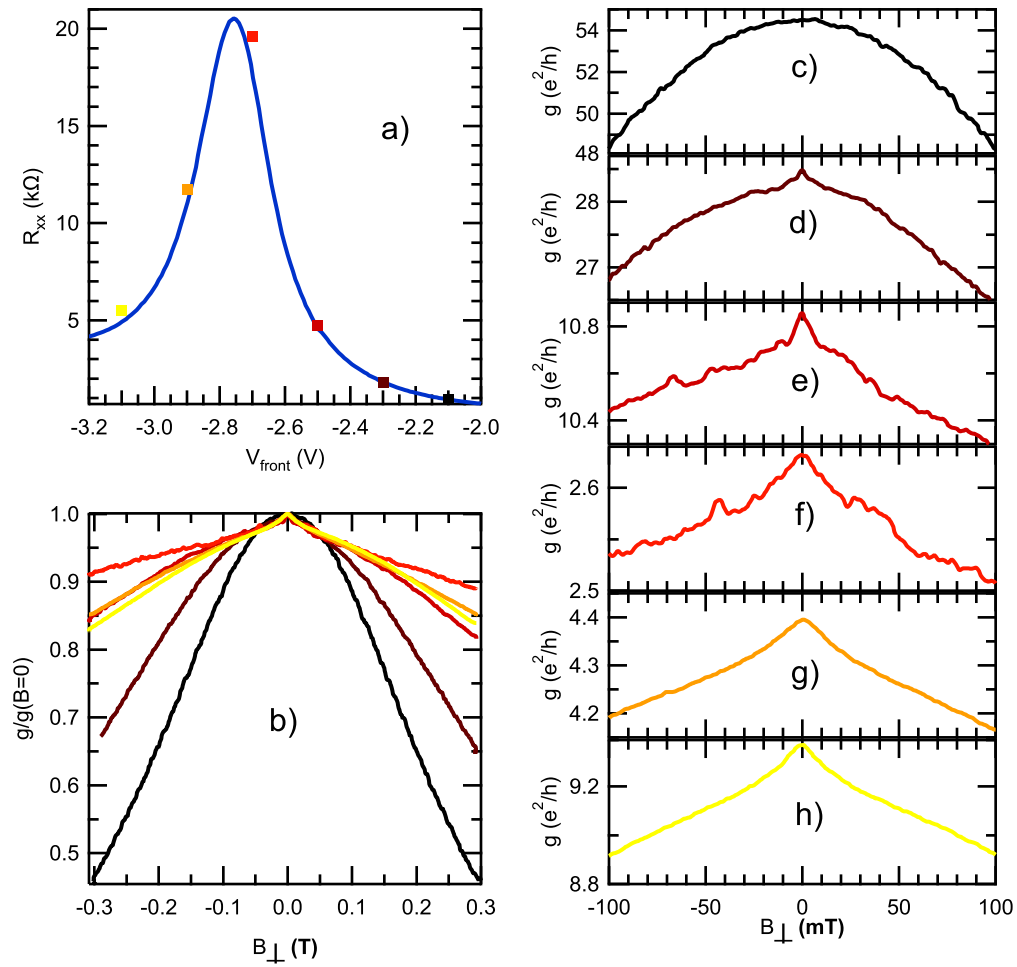 20
15
10
5
R_xx (kΩ)
a)
-3.2 -3.0 -2.8 -2.6 -2.4 -2.2 -2.0
V_front (V)
1.0
0.9
0.8
0.7
0.6
0.5
g/g(B=0)
b)
-0.3 -0.2 -0.1 0.0 0.1 0.2 0.3
B_⊥ (T)
54
52
50
48
g (e²/h)
c)
28
27
g (e²/h)
d)
10.8
10.4
g (e²/h)
e)
2.6
2.5
g (e²/h)
f)
4.4
4.3
4.2
g (e²/h)
g)
9.2
8.8
g (e²/h)
h)
-100 -50 0 50 100
B_⊥ (mT)